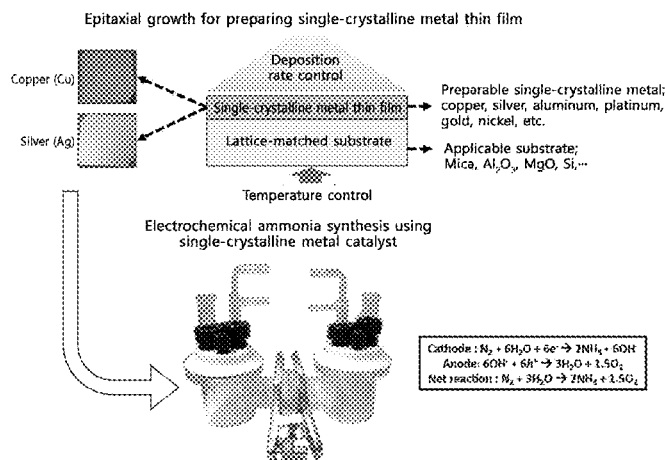 Epitaxial growth for preparing single-crystalline metal thin film
Copper (Cu)
Silver (Ag)
Deposition
rate control
Single-crystalline metal thin film
Lattice-matched substrate
Temperature control
Preparable single-crystalline metal;
copper, silver, aluminum, platinum,
gold, nickel, etc.
Applicable substrate;
Mica, Al₂O₃, MgO, Si,...
Electrochemical ammonia synthesis using
single-crystalline metal catalyst
Cathode : N₂ + 6H₂O + 6e⁻ → 2NH₃ + 6OH⁻
Anode: 6OH⁻ + 6h⁺ → 3H₂O + 1.5O₂
Net reaction : N₂ + 3H₂O → 2NH₃ + 1.5O₂